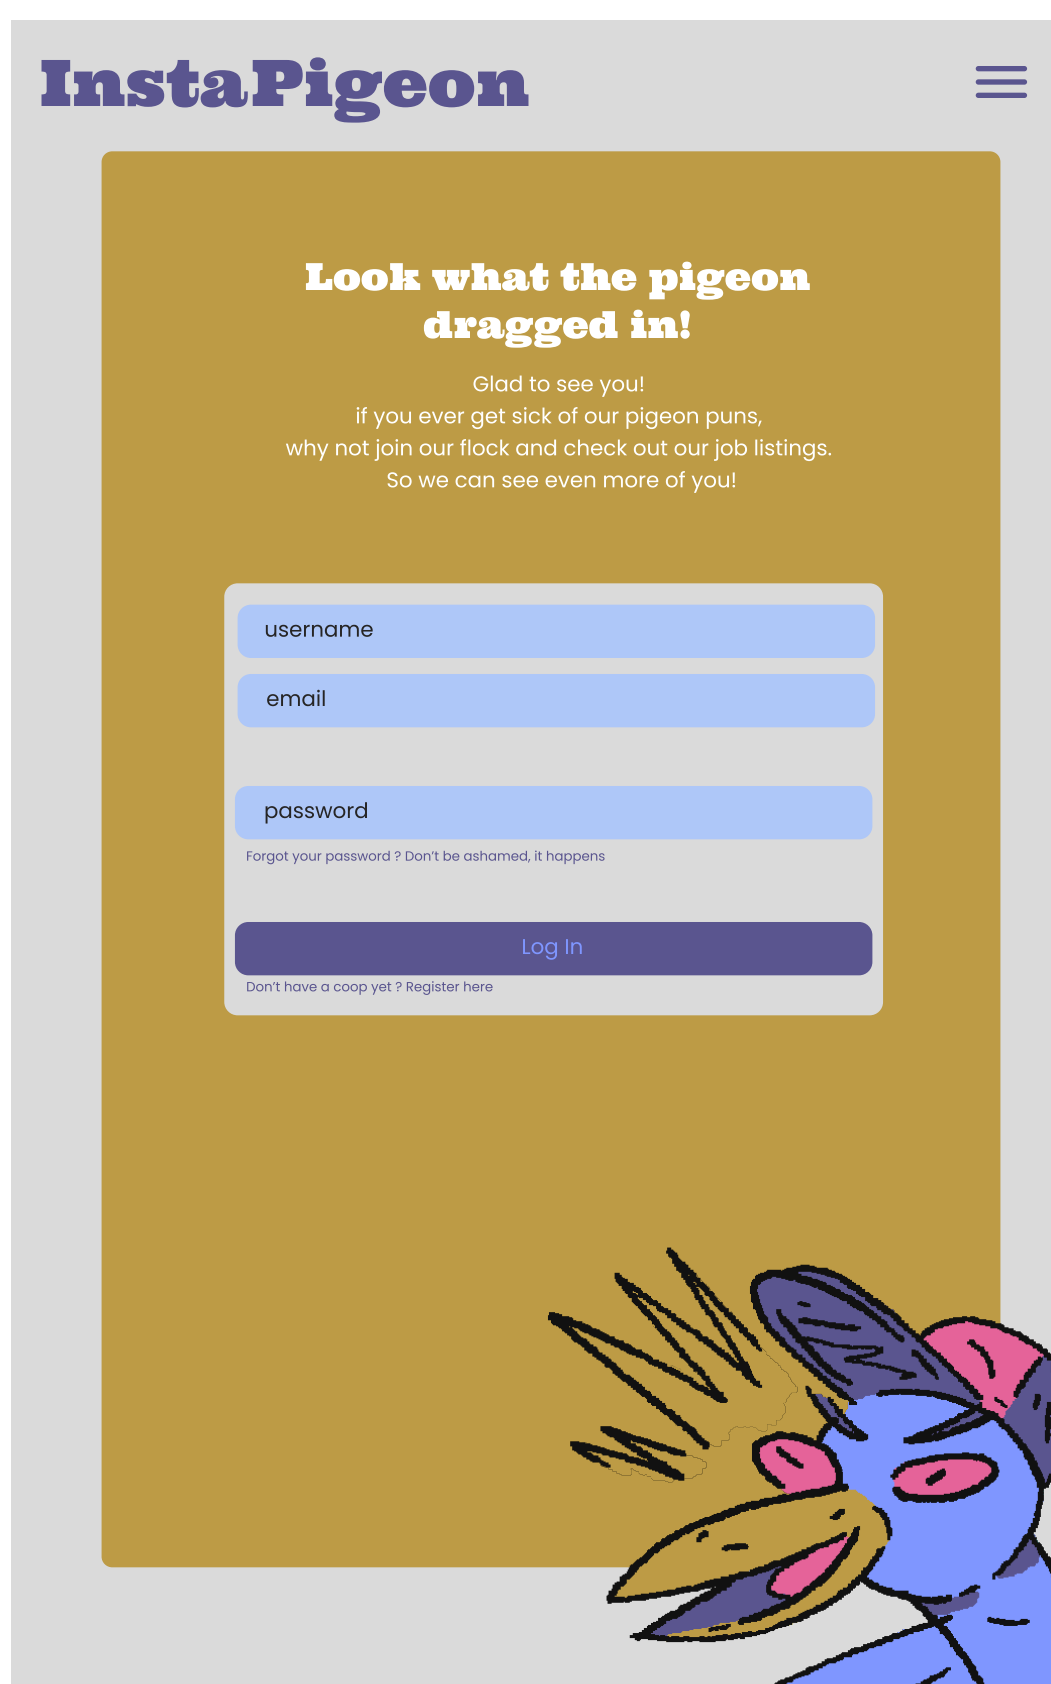 InstaPigeon
Look what the pigeon
dragged in!
Glad to see you!
if you ever get sick of our pigeon puns,
why not join our flock and check out our job listings.
So we can see even more of you!
username
email
password
Forgot your password ? Don’t be ashamed, it happens
Log In
Don’t have a coop yet ? Register here